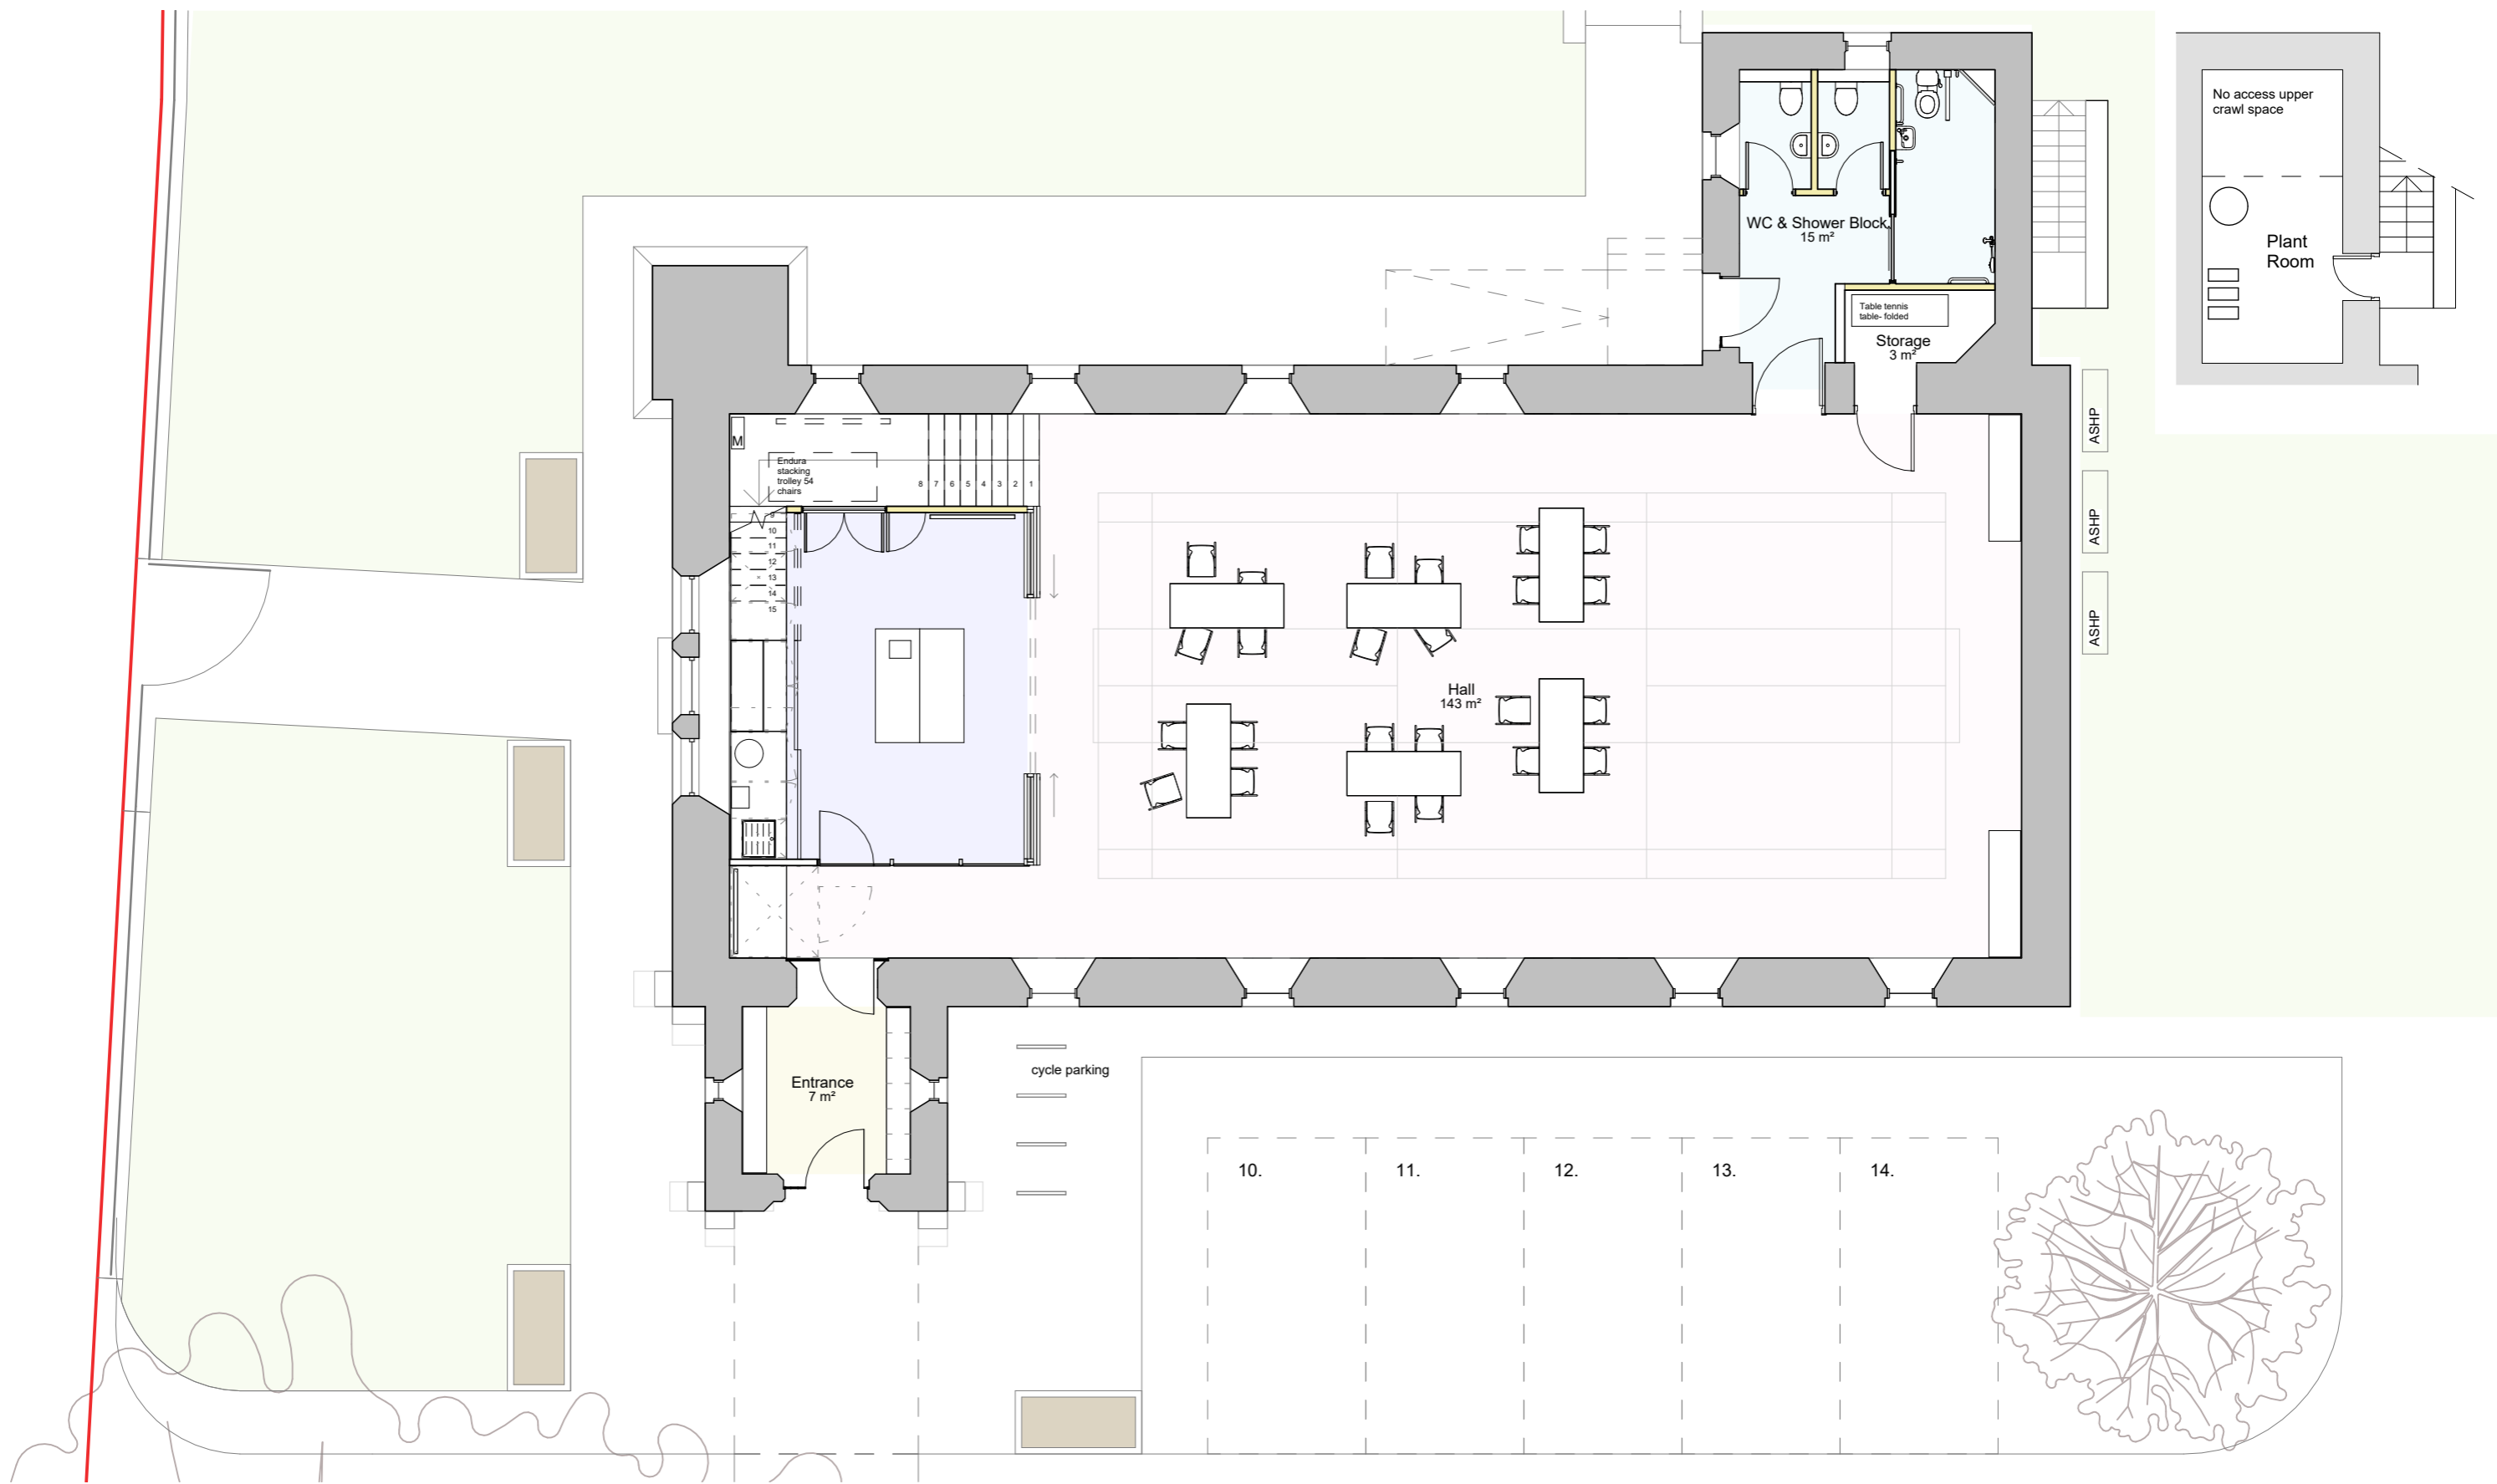 No access upper
crawl space
Plant
Room
WC & Shower Block
15 m²
Table tennis
table- folded
Storage
3 m²
ASHP
ASHP
ASHP
M
Endura
stacking
trolley 54
chairs
8 7 6 5 4 3 2 1
9
10
11
12
13
14
15
Hall
143 m²
Entrance
7 m²
cycle parking
10. 11. 12. 13. 14.